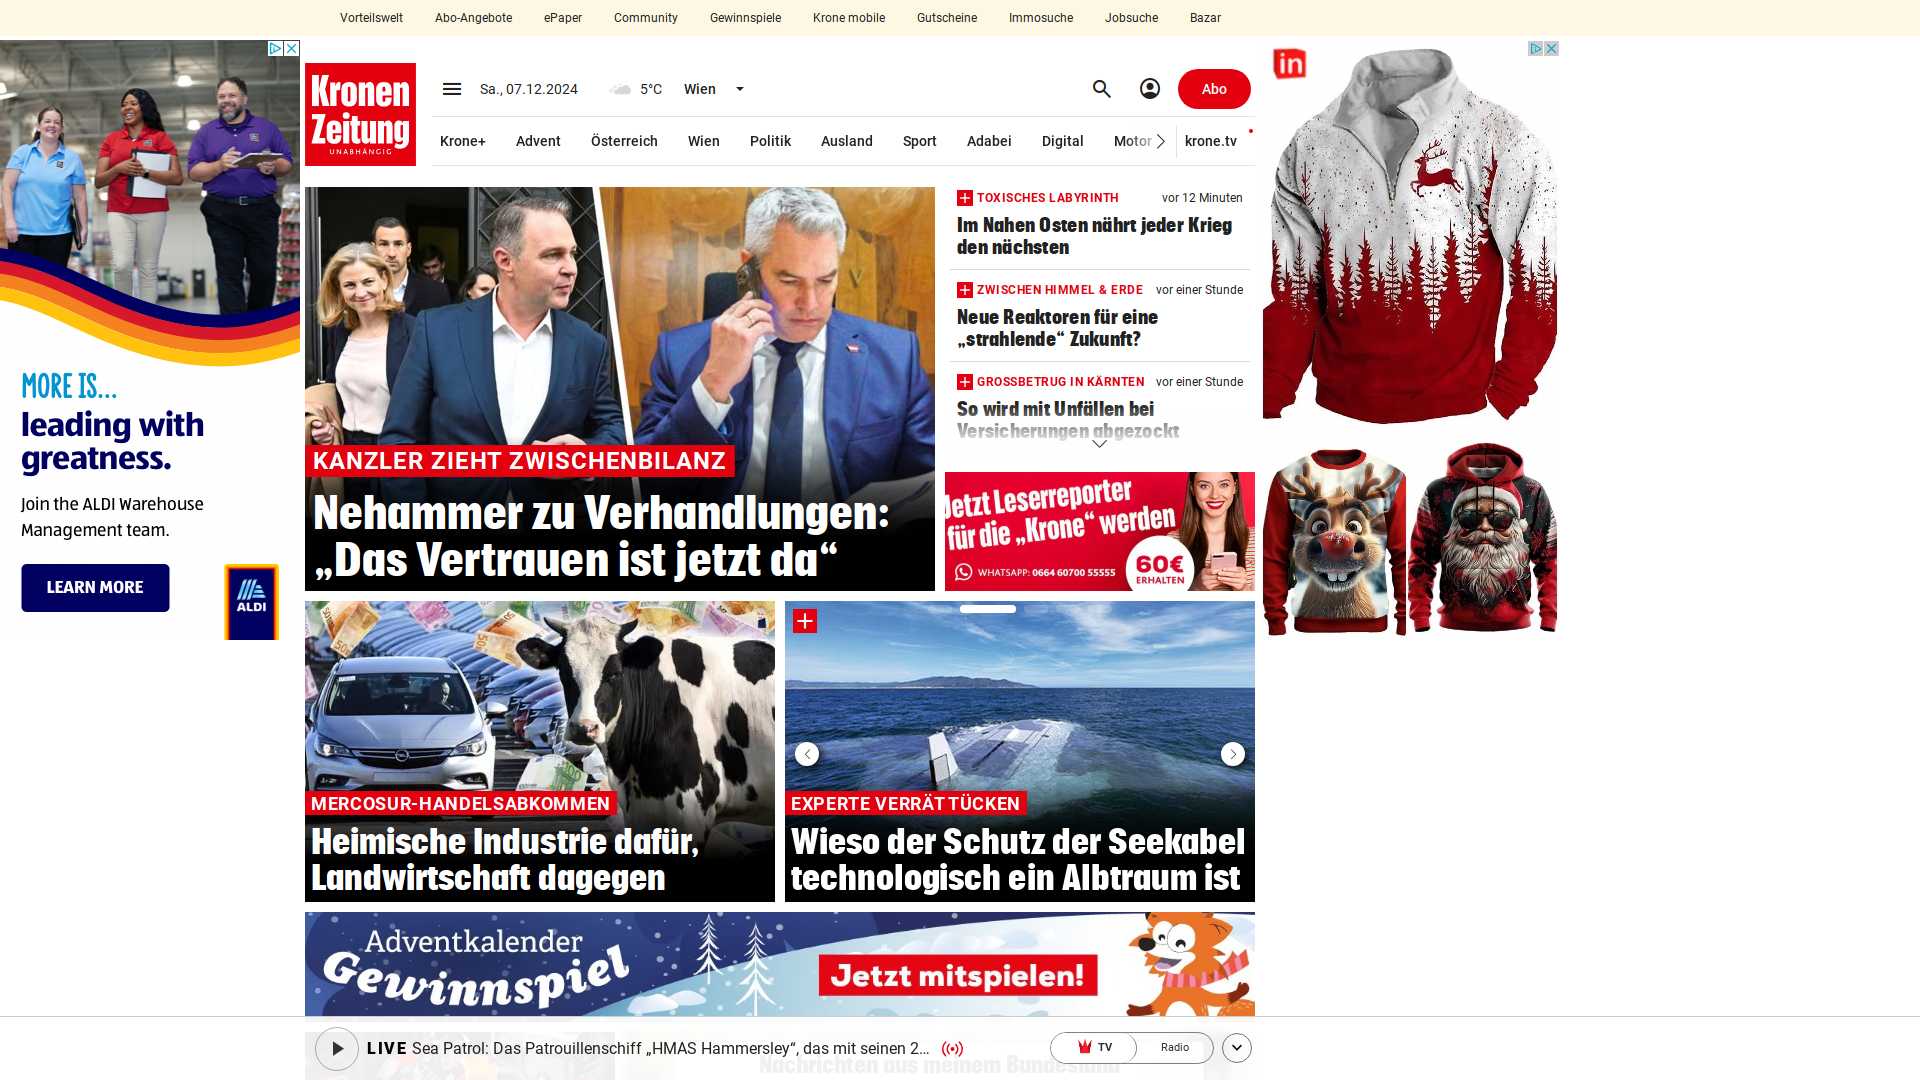 Vorteilswelt Abo-Angebote ePaper Community Gewinnspiele Krone mobile Gutscheine Immosuche Jobsuche Bazar
Kronen
Zeitung
UNABHÄNGIG
Sa., 07.12.2024 5°C Wien
Abo
Krone+ Advent Österreich Wien Politik Ausland Sport Adabei Digital Motor krone.tv
MORE IS...
leading with
greatness.
Join the ALDI Warehouse
Management team.
LEARN MORE
ALDI
KANZLER ZIEHT ZWISCHENBILANZ
Nehammer zu Verhandlungen:
„Das Vertrauen ist jetzt da“
TOXISCHES LABYRINTH vor 12 Minuten
Im Nahen Osten nährt jeder Krieg
den nächsten
ZWISCHEN HIMMEL & ERDE vor einer Stunde
Neue Reaktoren für eine
„strahlende“ Zukunft?
GROSSBETRUG IN KÄRNTEN vor einer Stunde
So wird mit Unfällen bei
Versicherungen abgezockt
Jetzt Leserreporter
für die „Krone“ werden
WHATSAPP: 0664 60700 55555
60€
ERHALTEN
in
MERCOSUR-HANDELSABKOMMEN
Heimische Industrie dafür,
Landwirtschaft dagegen
EXPERTE VERRÄT TÜCKEN
Wieso der Schutz der Seekabel
technologisch ein Albtraum ist
Adventkalender
Gewinnspiel
Jetzt mitspielen!
LIVE Sea Patrol: Das Patrouillenschiff „HMAS Hammersley“, das mit seinen 2...
TV Radio
Nachrichten aus meinem Bundesland